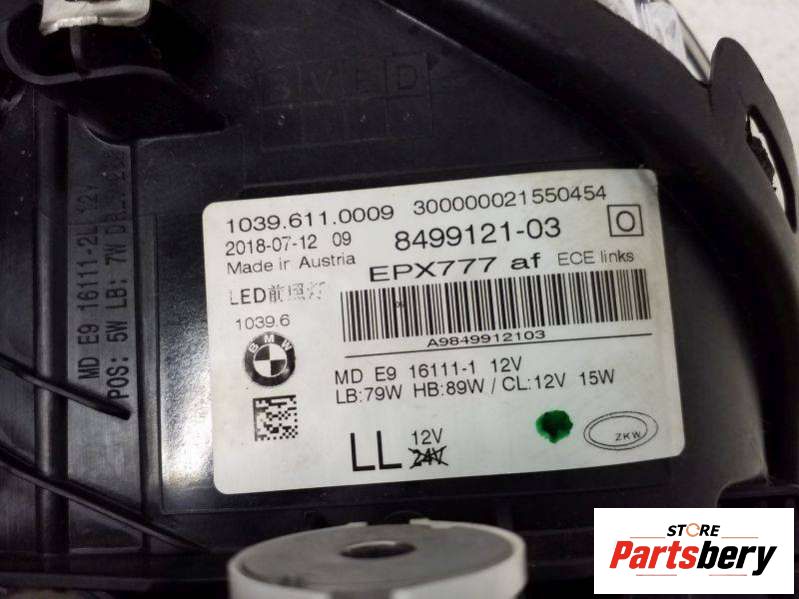 S V E D
MD E9 16111-2L 12V
POS: 5W LB: 7W
1039.611.0009 300000021550454
2018-07-12 09 8499121-03 O
Made in Austria
EPX777 af ECE links
LED前照灯
1039.6
A9849912103
BMW
MD E9 16111-1 12V
LB:79W HB:89W / CL:12V 15W
LL 12V
24V
ZKW
STORE
Partsbery